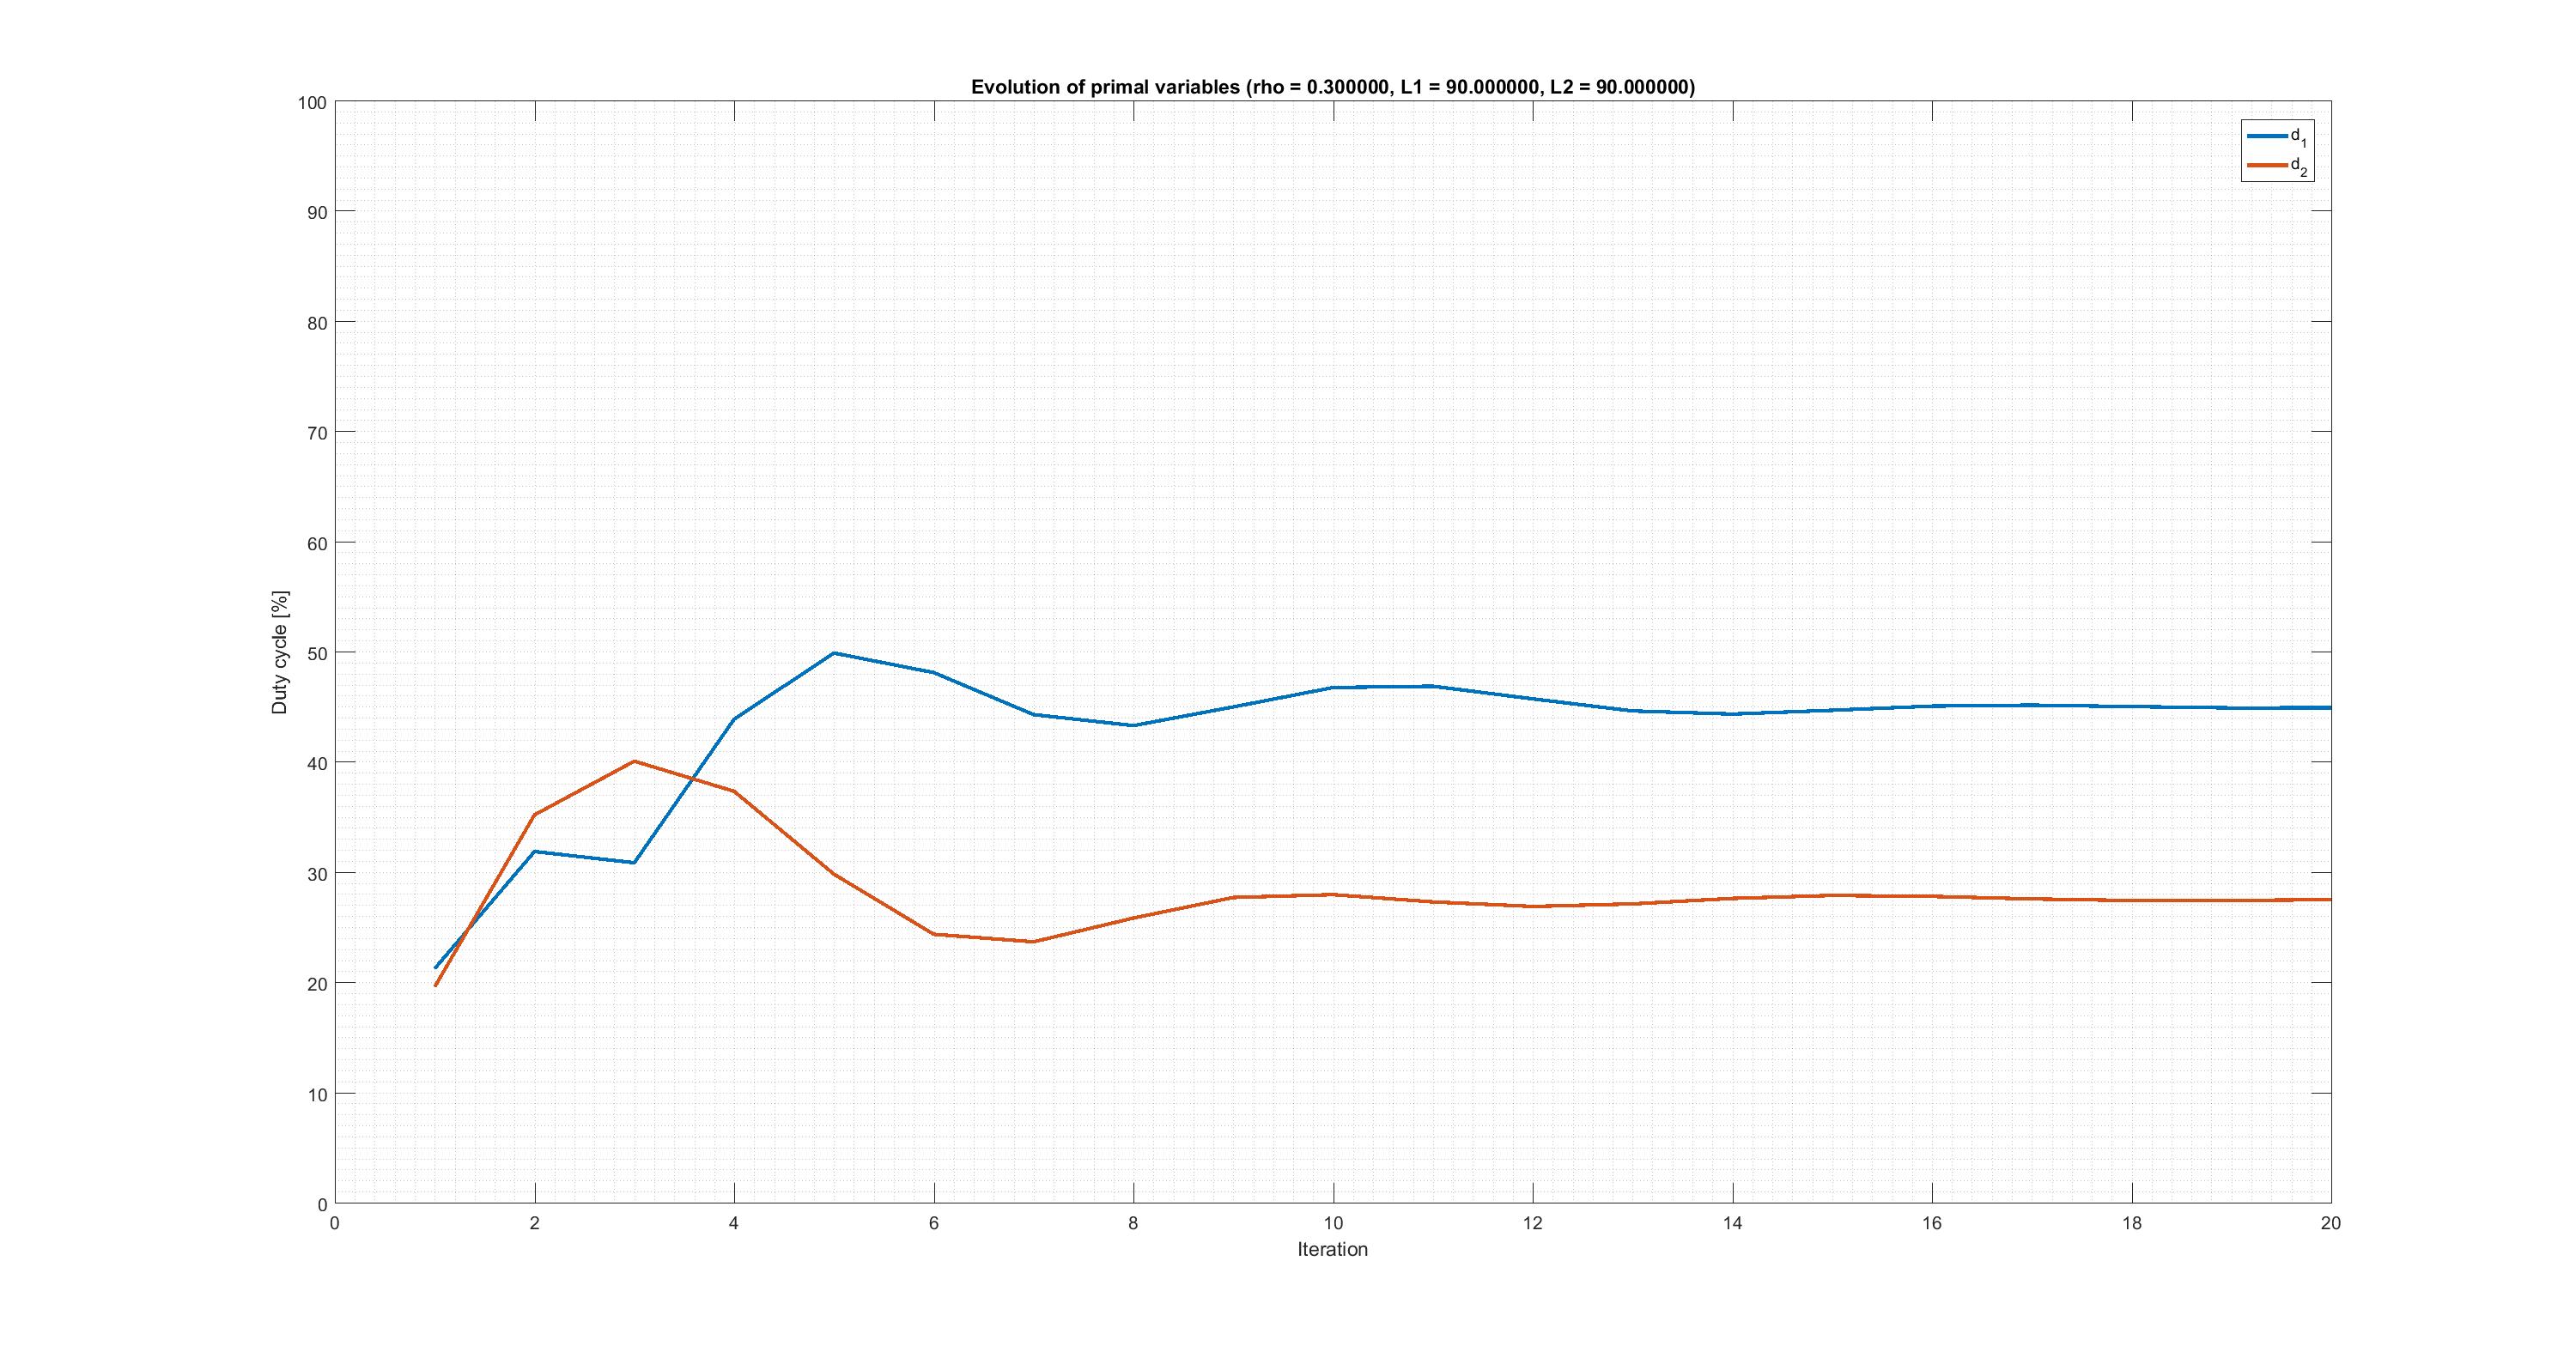 Evolution of primal variables (rho = 0.300000, L1 = 90.000000, L2 = 90.000000)
100
90
80
70
60
50
40
30
20
10
0
Duty cycle [%]
d1
d2
0 2 4 6 8 10 12 14 16 18 20
Iteration